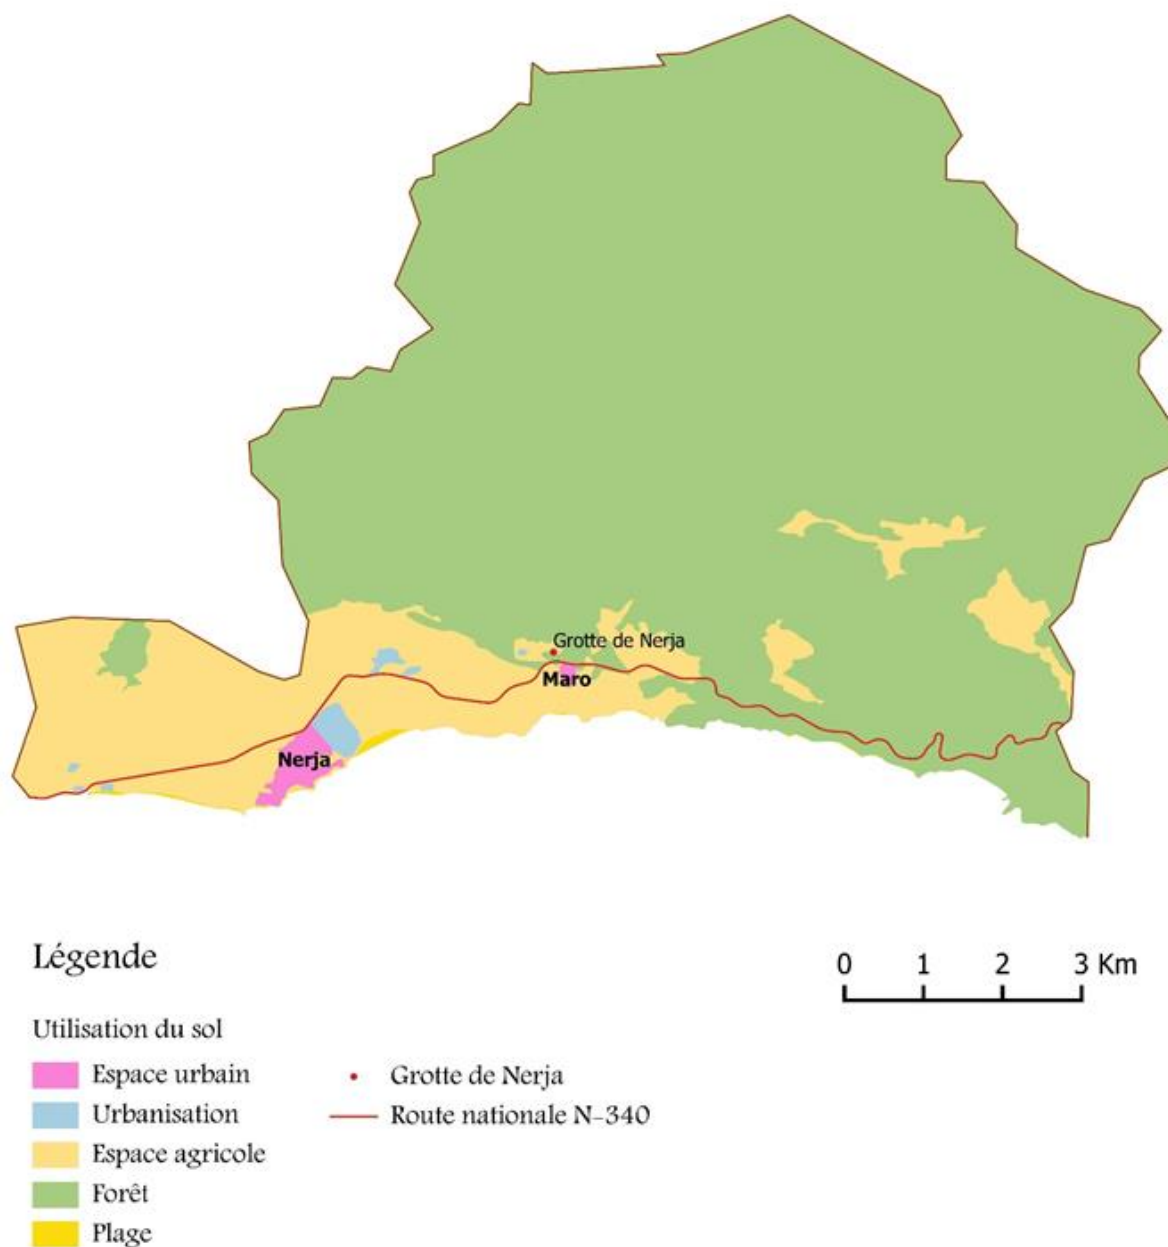 Grotte de Nerja
Maro
Nerja
Légende
0 1 2 3 Km
Utilisation du sol
Espace urbain
Grotte de Nerja
Urbanisation
Route nationale N-340
Espace agricole
Forêt
Plage